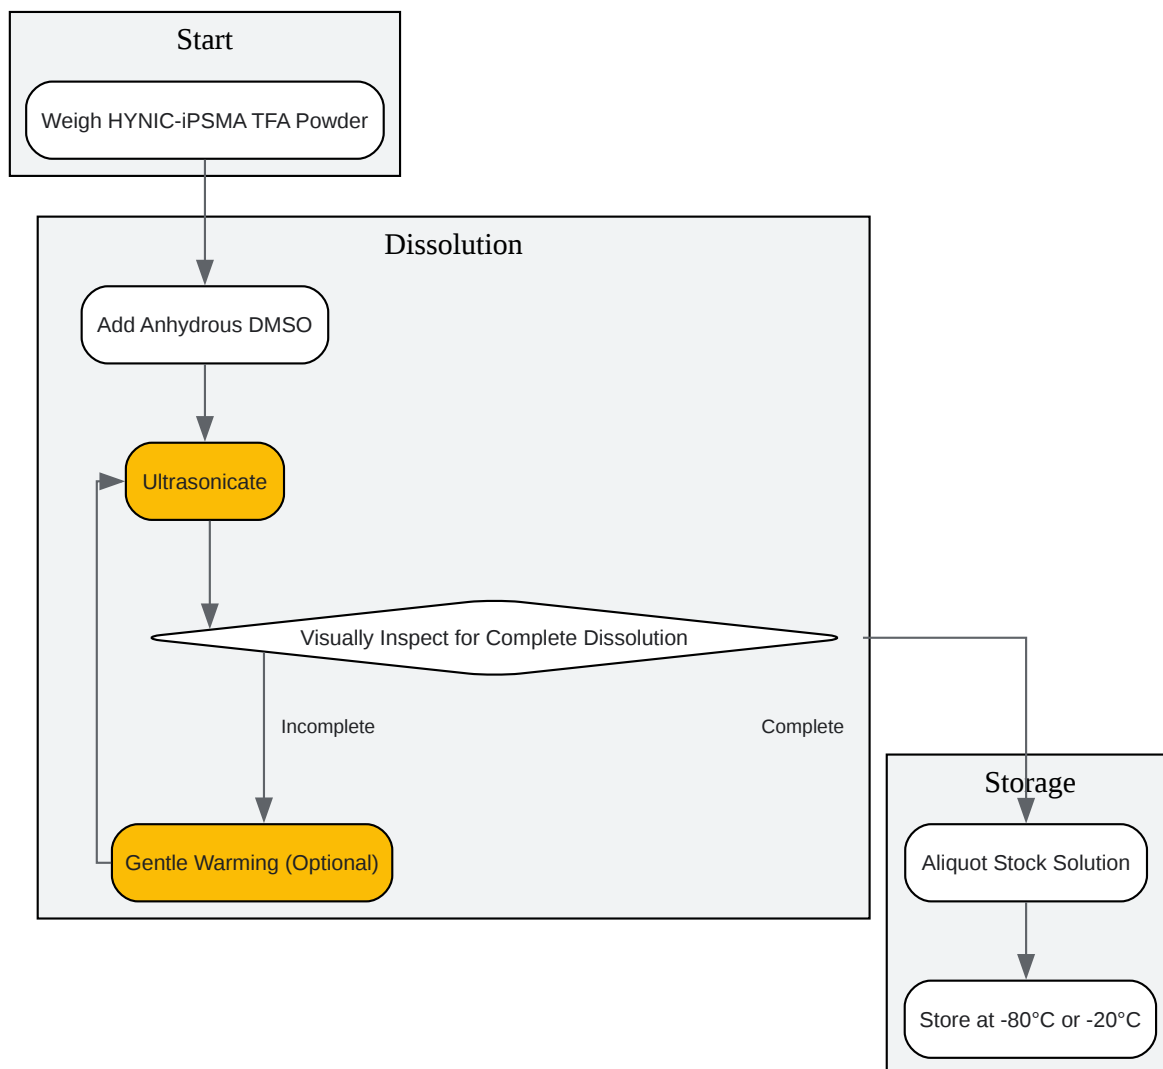 Start
Weigh HYNIC-iPSMA TFA Powder
Dissolution
Add Anhydrous DMSO
Ultrasonicate
Visually Inspect for Complete Dissolution
Incomplete
Complete
Storage
Gentle Warming (Optional)
Aliquot Stock Solution
Store at -80°C or -20°C